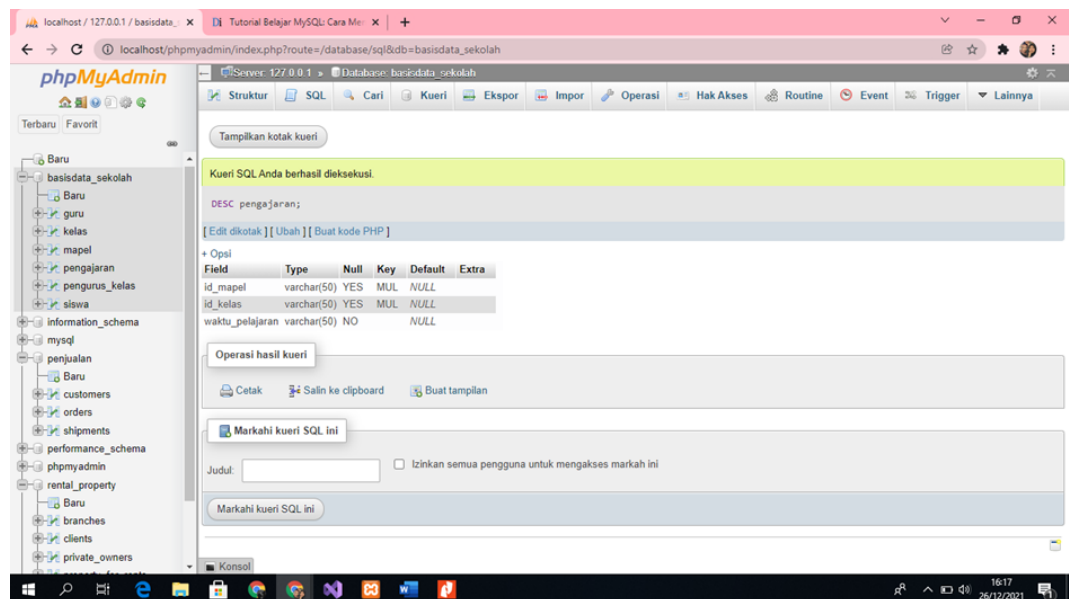 localhost / 127.0.0.1 / basisdata_s
Tutorial Belajar MySQL: Cara Mer
localhost/phpmyadmin/index.php?route=/database/sql&db=basisdata_sekolah
phpMyAdmin
Terbaru Favorit
Baru
basisdata_sekolah
Baru
guru
kelas
mapel
pengajaran
pengurus_kelas
siswa
information_schema
mysql
penjualan
Baru
customers
orders
shipments
performance_schema
phpmyadmin
rental_property
Baru
branches
clients
private_owners
Server: 127.0.0.1 » Database: basisdata_sekolah
Struktur SQL Cari Kueri Ekspor Impor Operasi Hak Akses Routine Event Trigger Lainnya
Tampilkan kotak kueri
Kueri SQL Anda berhasil dieksekusi.
DESC pengajaran;
[ Edit dikotak ] [ Ubah ] [ Buat kode PHP ]
+ Opsi
Field Type Null Key Default Extra
id_mapel varchar(50) YES MUL NULL
id_kelas varchar(50) YES MUL NULL
waktu_pelajaran varchar(50) NO NULL
Operasi hasil kueri
Cetak Salin ke clipboard Buat tampilan
Markahi kueri SQL ini
Judul: Izinkan semua pengguna untuk mengakses markah ini
Markahi kueri SQL ini
Konsol
16:17
26/12/2021